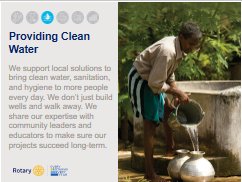 Providing Clean
Water
We support local solutions to
bring clean water, sanitation,
and hygiene to more people
every day. We don't just build
wells and walk away. We
share our expertise with
community leaders and
educators to make sure our
projects succeed long-term.
Rotary